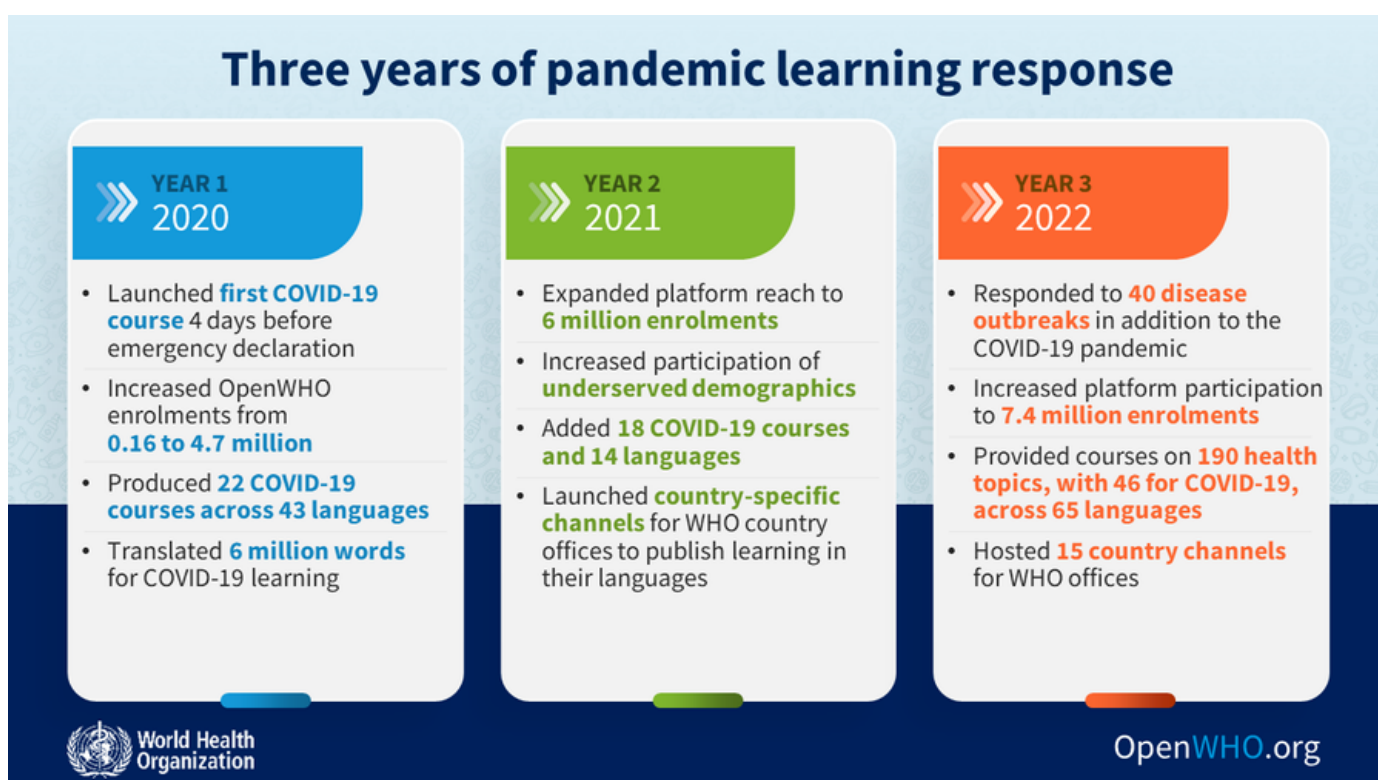 Three years of pandemic learning response
YEAR 1
2020
• Launched first COVID-19
course 4 days before
emergency declaration
• Increased OpenWHO
enrolments from
0.16 to 4.7 million
• Produced 22 COVID-19
courses across 43 languages
• Translated 6 million words
for COVID-19 learning
YEAR 2
2021
• Expanded platform reach to
6 million enrolments
• Increased participation of
underserved demographics
• Added 18 COVID-19 courses
and 14 languages
• Launched country-specific
channels for WHO country
offices to publish learning in
their languages
YEAR 3
2022
• Responded to 40 disease
outbreaks in addition to the
COVID-19 pandemic
• Increased platform participation
to 7.4 million enrolments
• Provided courses on 190 health
topics, with 46 for COVID-19,
across 65 languages
• Hosted 15 country channels
for WHO offices
World Health
Organization
OpenWHO.org